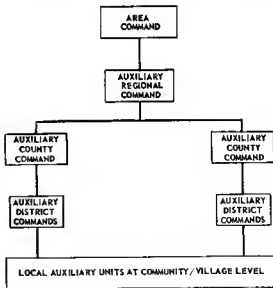 AREA
COMMAND
AUXILIARY
REGIONAL
COMMAND
AUXILIARY
COUNTY
COMMAND
AUXILIARY
COUNTY
COMMAND
AUXILIARY
DISTRICT
COMMANDS
AUXILIARY
DISTRICT
COMMANDS
LOCAL AUXILIARY UNITS AT COMMUNITY/VILLAGE LEVEL